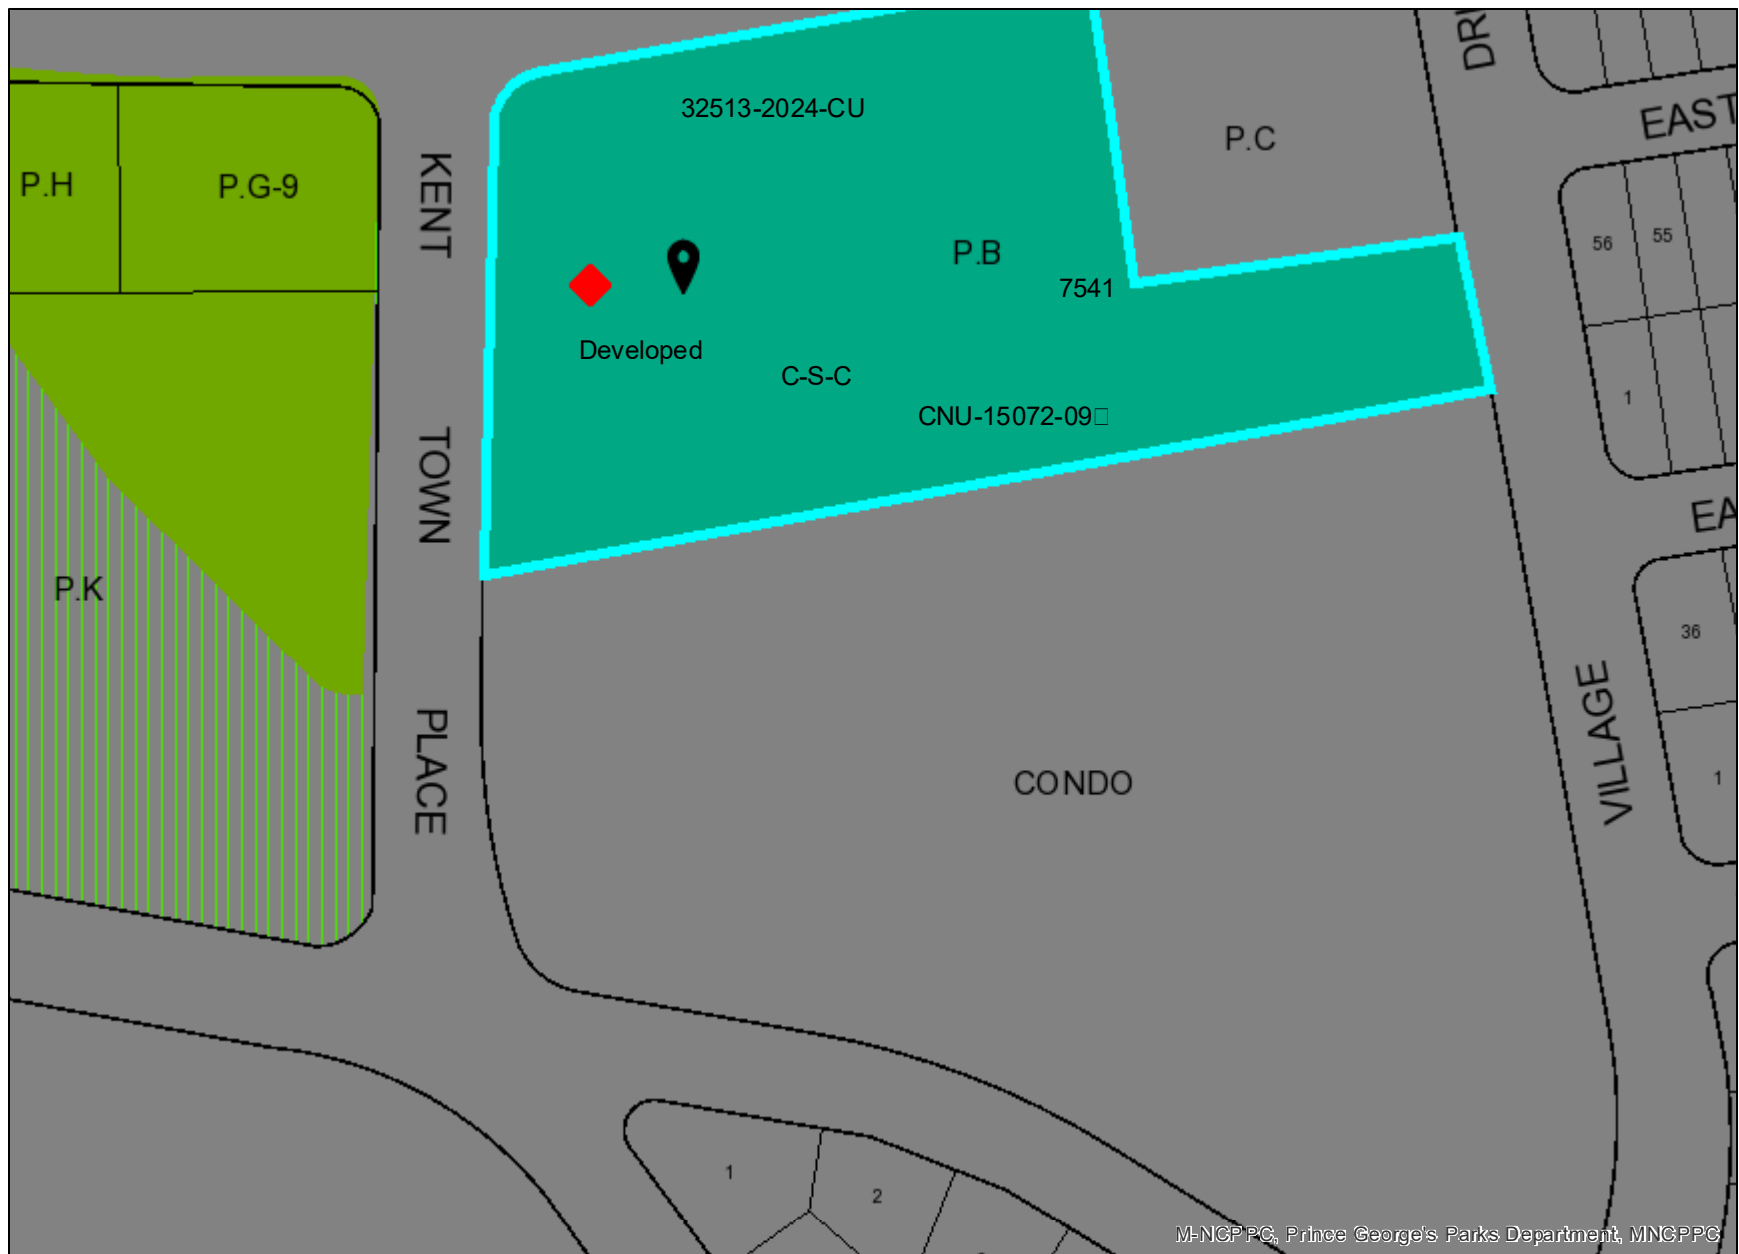 DRI
EAST
32513-2024-CU
P.C
P.H
P.G-9
KENT
56
55
P.B
7541
Developed
C-S-C
1
CNU-15072-09
TOWN
EA
P.K
36
VILLAGE
PLACE
CONDO
1
1
2
M-NCPPC, Prince George's Parks Department, MNCPPC